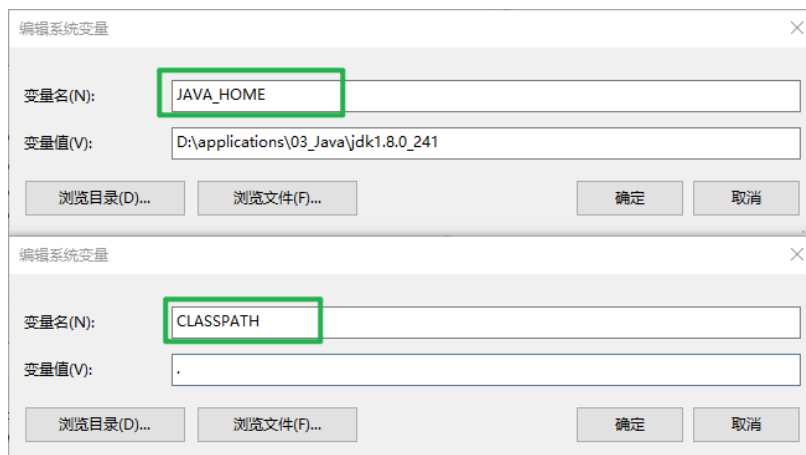 编辑系统变量
变量名(N): JAVA_HOME
变量值(V): D:\applications\03_Java\jdk1.8.0_241
浏览目录(D)... 浏览文件(F)... 确定 取消
编辑系统变量
变量名(N): CLASSPATH
变量值(V): .
浏览目录(D)... 浏览文件(F)... 确定 取消